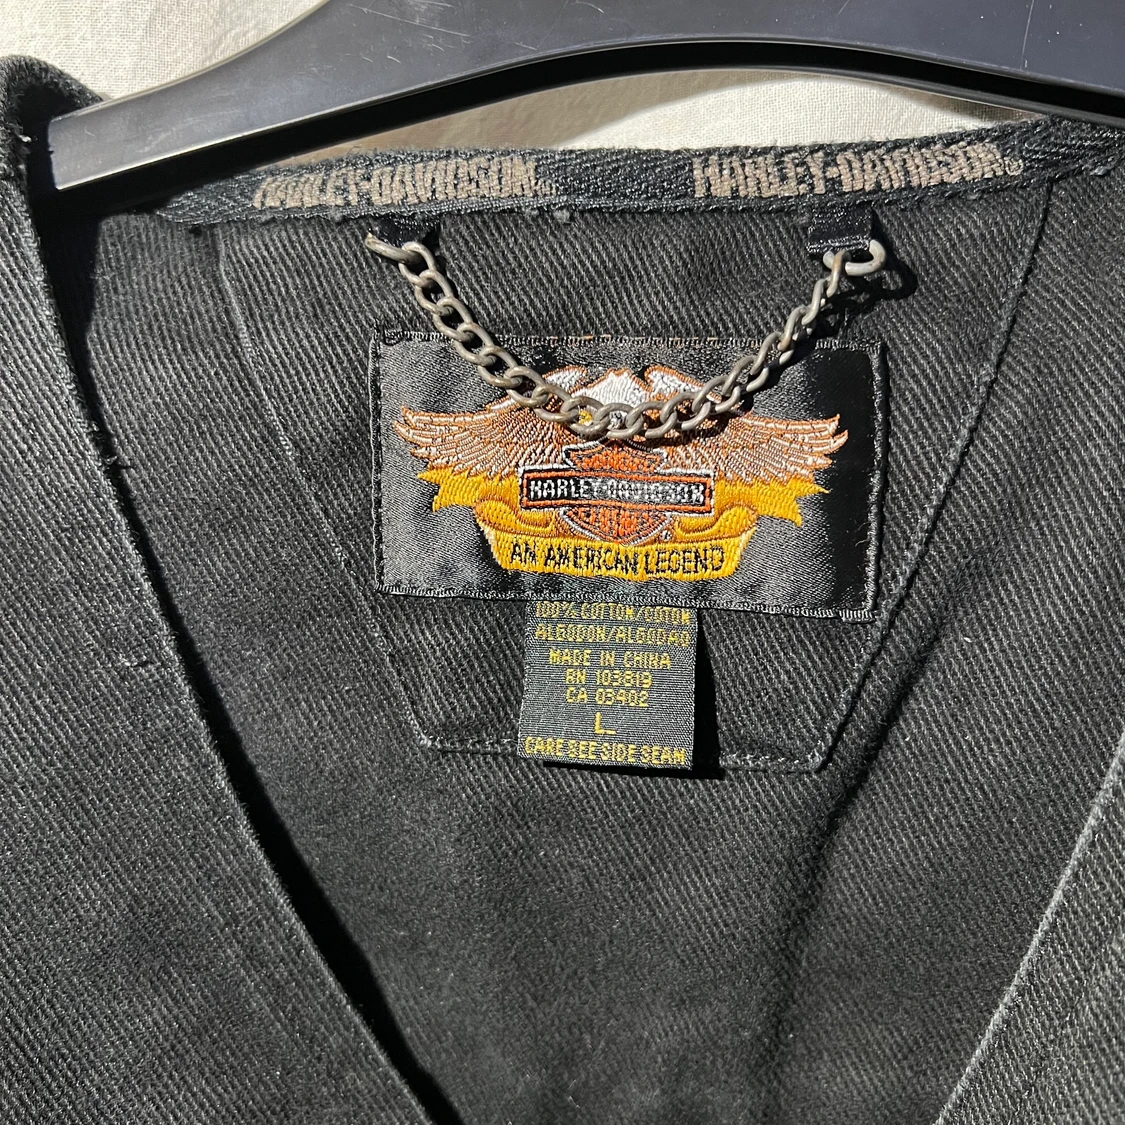 HARLEY-DAVIDSON® HARLEY-DAVIDSON®
HARLEY-DAVIDSON
AN AMERICAN LEGEND
100% COTTON/COTON
ALGODON/ALGODAO
MADE IN CHINA
RN 103819
CA 03402
L
CARE SEE SIDE SEAM